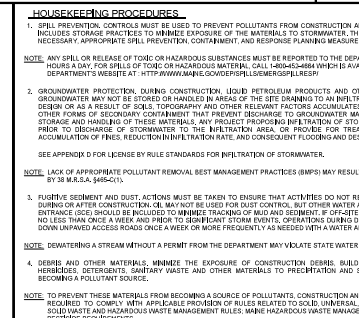 HOUSEKEEPING PROCEDURES
1. SPILL PREVENTION. CONTROLS MUST BE USED TO PREVENT POLLUTANTS FROM CONSTRUCTION A
INCLUDES STORAGE PRACTICES TO MINIMIZE EXPOSURE OF THE MATERIALS TO STORMWATER, TH
NECESSARY, APPROPRIATE SPILL PREVENTION, CONTAINMENT, AND RESPONSE PLANNING MEASURE
NOTE: ANY SPILL OR RELEASE OF TOXIC OR HAZARDOUS SUBSTANCES MUST BE REPORTED TO THE DEPA
HOURS A DAY. FOR SPILLS OF TOXIC OR HAZARDOUS MATERIAL, CALL 1-800-452-4664 WHICH IS AVA
DEPARTMENT'S WEBSITE AT : HTTP://WWW.MAINE.GOV/DEP/SPILLS/EMERGSPILLRESP/
2. GROUNDWATER PROTECTION. DURING CONSTRUCTION, LIQUID PETROLEUM PRODUCTS AND OT
GROUNDWATER MAY NOT BE STORED OR HANDLED IN AREAS OF THE SITE DRAINING TO AN INFILT
DESIGN OR AS A RESULT OF SOILS, TOPOGRAPHY AND OTHER RELEVANT FACTORS ACCUMULATES
OTHER FORMS OF SECONDARY CONTAINMENT THAT PREVENT DISCHARGE TO GROUNDWATER MA
STORAGE AND HANDLING OF THESE MATERIALS, ANY PROJECT PROPOSING INFILTRATION OF STO
PRIOR TO DISCHARGE OF STORMWATER TO THE INFILTRATION AREA, OR PROVIDE FOR TREA
ACCUMULATION OF FINES, REDUCTION IN INFILTRATION RATE, AND CONSEQUENT FLOODING AND DES
SEE APPENDIX D FOR LICENSE BY RULE STANDARDS FOR INFILTRATION OF STORMWATER.
NOTE: LACK OF APPROPRIATE POLLUTANT REMOVAL BEST MANAGEMENT PRACTICES (BMPS) MAY RESUL
BY 38 M.R.S.A. §465-C(1).
3. FUGITIVE SEDIMENT AND DUST. ACTIONS MUST BE TAKEN TO ENSURE THAT ACTIVITIES DO NOT RE
DURING OR AFTER CONSTRUCTION. OIL MAY NOT BE USED FOR DUST CONTROL, BUT OTHER WATER A
ENTRANCE (SCE) SHOULD BE INCLUDED TO MINIMIZE TRACKING OF MUD AND SEDIMENT. IF OFF-SITE
NO LESS THAN ONCE A WEEK AND PRIOR TO SIGNIFICANT STORM EVENTS, OPERATIONS DURING D
DOWN UNPAVED ACCESS ROADS ONCE A WEEK OR MORE FREQUENTLY AS NEEDED WITH A WATER A
NOTE: DEWATERING A STREAM WITHOUT A PERMIT FROM THE DEPARTMENT MAY VIOLATE STATE WATER
4. DEBRIS AND OTHER MATERIALS, MINIMIZE THE EXPOSURE OF CONSTRUCTION DEBRIS, BUILD
HERBICIDES, DETERGENTS, SANITARY WASTE AND OTHER MATERIALS TO PRECIPITATION AND S
BECOMING A POLLUTANT SOURCE.
NOTE: TO PREVENT THESE MATERIALS FROM BECOMING A SOURCE OF POLLUTANTS, CONSTRUCTION AN
REQUIRED TO COMPLY WITH APPLICABLE PROVISION OF RULES RELATED TO SOLID, UNIVERSAL,
SOLID WASTE AND HAZARDOUS WASTE MANAGEMENT RULES; MAINE HAZARDOUS WASTE MANAG